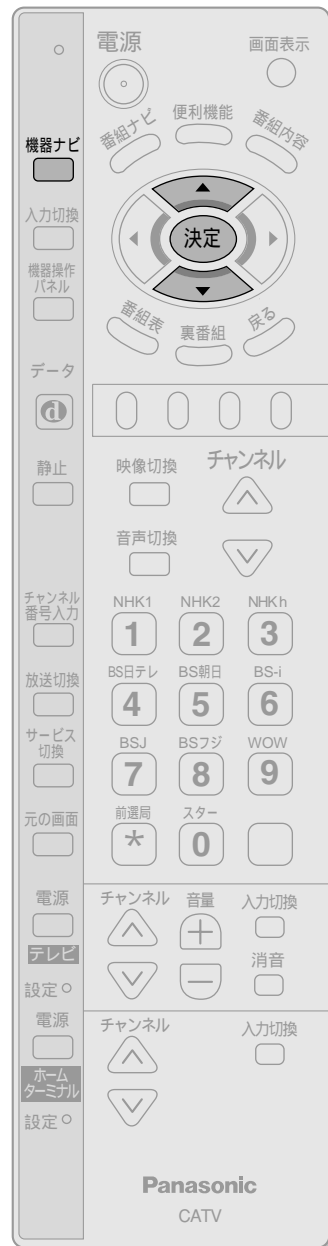 電源
画面表示
番組ナビ
便利機能
番組内容
機器ナビ
入力切換
決定
機器操作
パネル
番組表
裏番組
戻る
データ
d
静止
映像切換
チャンネル
音声切換
チャンネル
番号入力
NHK1
NHK2
NHKh
1
2
3
放送切換
BS日テレ
BS朝日
BS-i
4
5
6
サービス
切換
BSJ
BSフジ
WOW
7
8
9
元の画面
前選局
スター
*
0
電源
テレビ
設定
チャンネル
音量
入力切換
+
−
消音
電源
ホーム
ターミナル
設定
チャンネル
入力切換
Panasonic
CATV